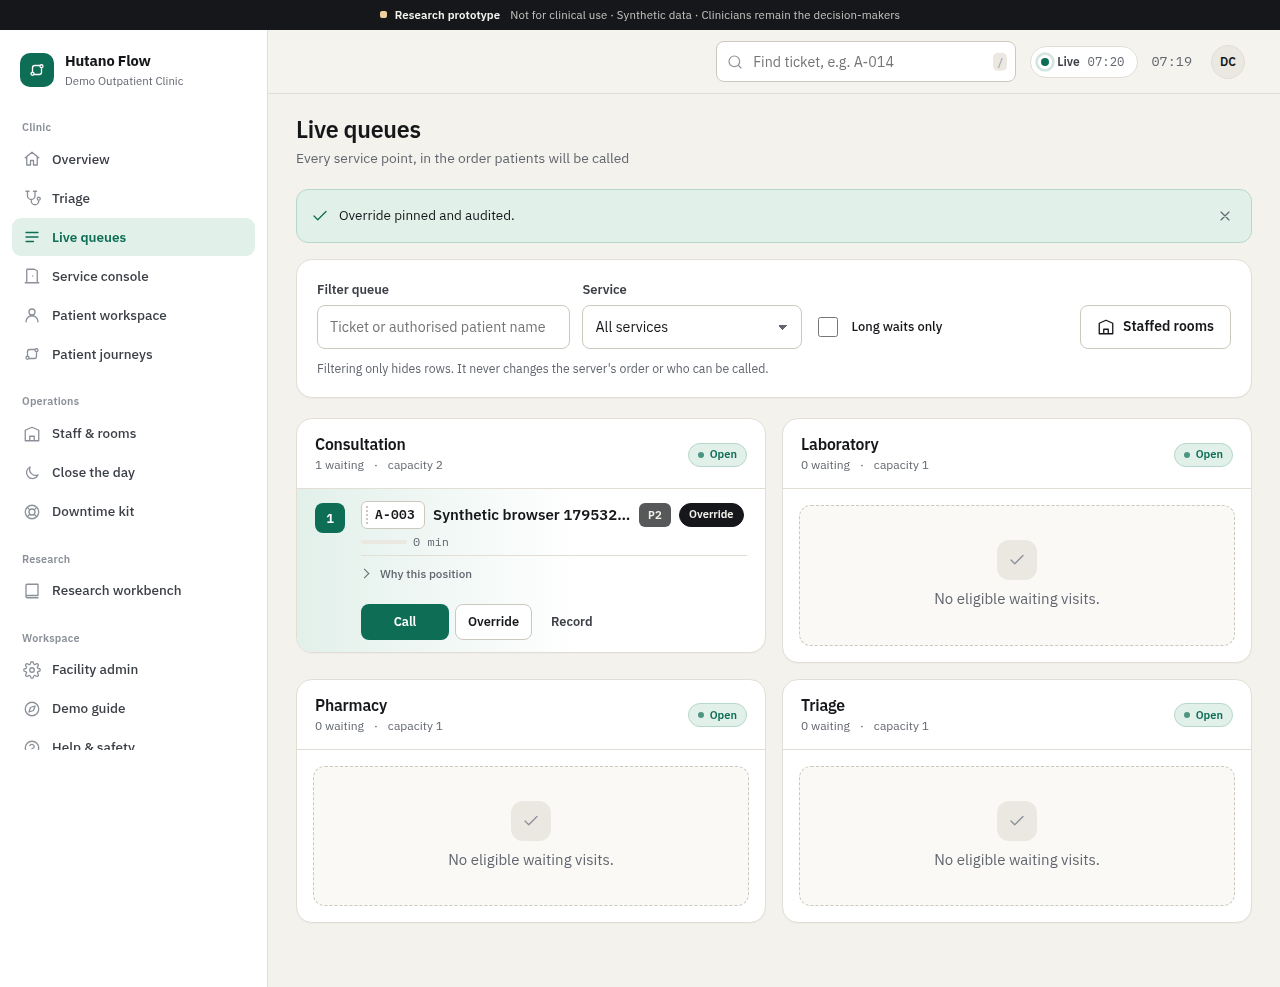 Research prototype Not for clinical use · Synthetic data · Clinicians remain the decision-makers
Hutano Flow
Demo Outpatient Clinic
Find ticket, e.g. A-014 /
Live 07:20
07:19
DC
Clinic
Overview
Triage
Live queues
Service console
Patient workspace
Patient journeys
Operations
Staff & rooms
Close the day
Downtime kit
Research
Research workbench
Workspace
Facility admin
Demo guide
Help & safety
Live queues
Every service point, in the order patients will be called
Override pinned and audited.
Filter queue
Ticket or authorised patient name
Service
All services
Long waits only
Staffed rooms
Filtering only hides rows. It never changes the server's order or who can be called.
Consultation
1 waiting · capacity 2
Open
1 A-003 Synthetic browser 179532... P2 Override
0 min
Why this position
Call Override Record
Laboratory
0 waiting · capacity 1
Open
No eligible waiting visits.
Pharmacy
0 waiting · capacity 1
Open
No eligible waiting visits.
Triage
0 waiting · capacity 1
Open
No eligible waiting visits.